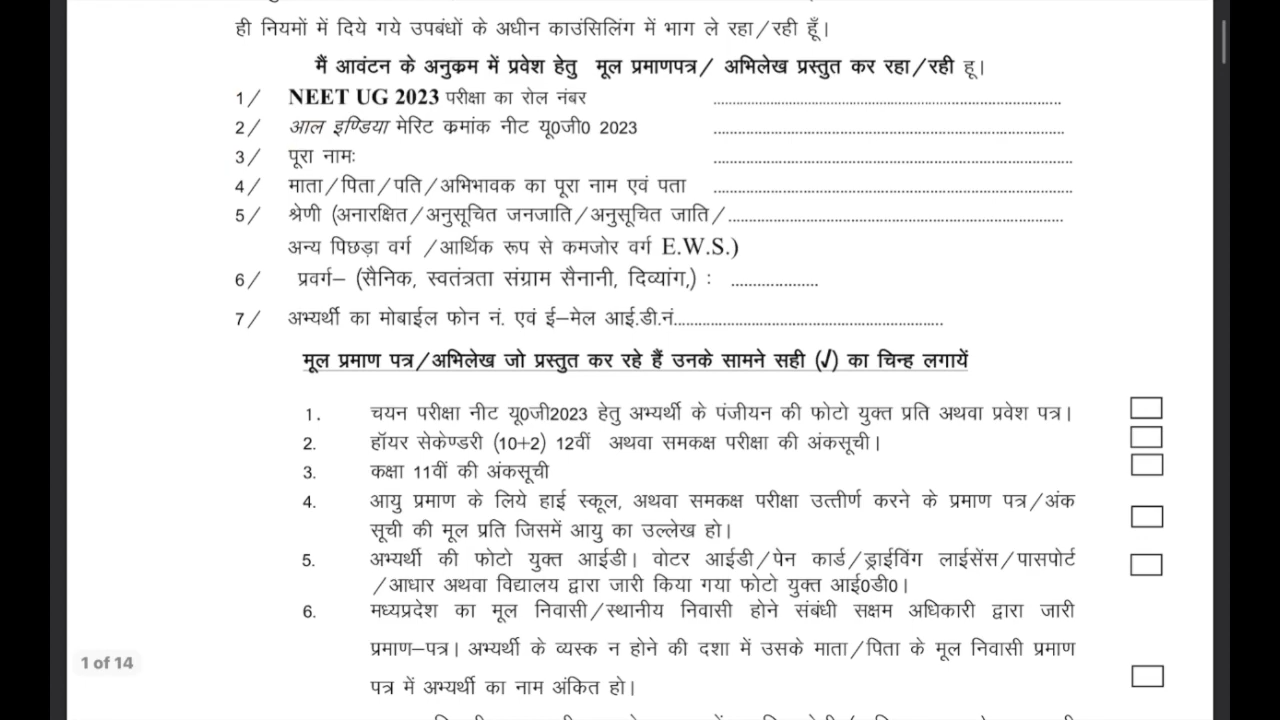 ही नियमों में दिये गये उपबंधों के अधीन काउंसिलिंग में भाग ले रहा/रही हूँ।
मैं आवंटन के अनुक्रम में प्रवेश हेतु मूल प्रमाणपत्र/ अभिलेख प्रस्तुत कर रहा/रही हू।
1/ NEET UG 2023 परीक्षा का रोल नंबर ..............................
2/ आल इण्डिया मेरिट कमांक नीट यू0जी0 2023 ..............................
3/ पूरा नामः ..............................
4/ माता/पिता/पति/अभिभावक का पूरा नाम एवं पता ..............................
5/ श्रेणी (अनारक्षित/अनुसूचित जनजाति/अनुसूचित जाति/..............................
अन्य पिछड़ा वर्ग /आर्थिक रूप से कमजोर वर्ग E.W.S.)
6/ प्रवर्ग– (सैनिक, स्वतंत्रता संग्राम सैनानी, दिव्यांग,) : ....................
7/ अभ्यर्थी का मोबाईल फोन नं. एवं ई–मेल आई.डी.नं..............................
मूल प्रमाण पत्र/अभिलेख जो प्रस्तुत कर रहे हैं उनके सामने सही (√) का चिन्ह लगायें
1. चयन परीक्षा नीट यू0जी2023 हेतु अभ्यर्थी के पंजीयन की फोटो युक्त प्रति अथवा प्रवेश पत्र।
2. हॉयर सेकेण्डरी (10+2) 12वीं अथवा समकक्ष परीक्षा की अंकसूची।
3. कक्षा 11वीं की अंकसूची
4. आयु प्रमाण के लिये हाई स्कूल, अथवा समकक्ष परीक्षा उत्तीर्ण करने के प्रमाण पत्र/अंक
सूची की मूल प्रति जिसमें आयु का उल्लेख हो।
5. अभ्यर्थी की फोटो युक्त आईडी। वोटर आईडी/पेन कार्ड/ड्राईविंग लाईसेंस/पासपोर्ट
/आधार अथवा विद्यालय द्वारा जारी किया गया फोटो युक्त आई0डी0।
6. मध्यप्रदेश का मूल निवासी/स्थानीय निवासी होने संबंधी सक्षम अधिकारी द्वारा जारी
प्रमाण–पत्र। अभ्यर्थी के व्यस्क न होने की दशा में उसके माता/पिता के मूल निवासी प्रमाण
1 of 14
पत्र में अभ्यर्थी का नाम अंकित हो।